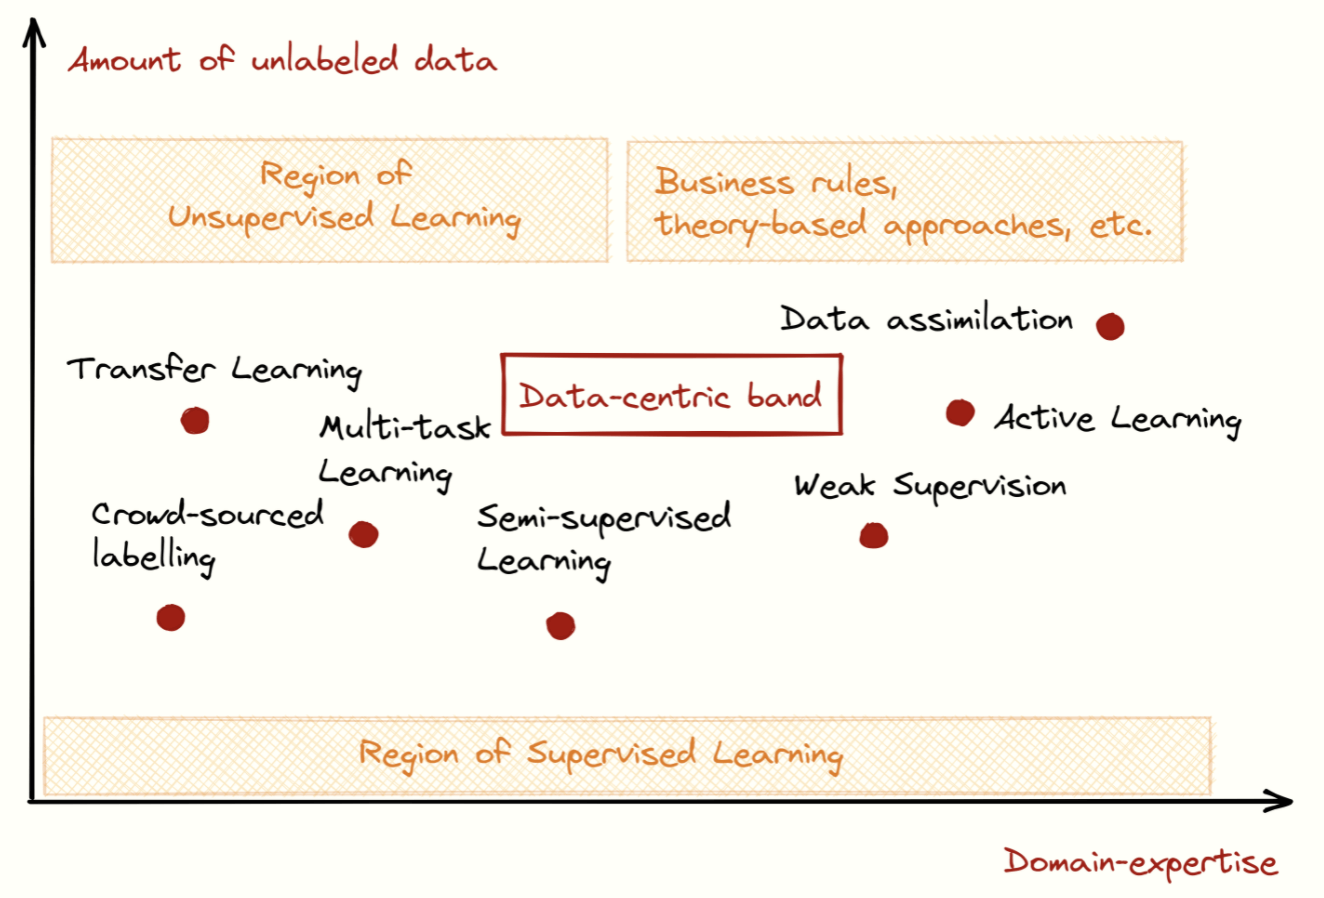 Amount of unlabeled data
Region of
Unsupervised Learning
Business rules,
theory-based approaches, etc.
Data assimilation
Transfer Learning
Data-centric band
Multi-task
Learning
Active Learning
Weak Supervision
Crowd-sourced
labelling
Semi-supervised
Learning
Region of Supervised Learning
Domain-expertise